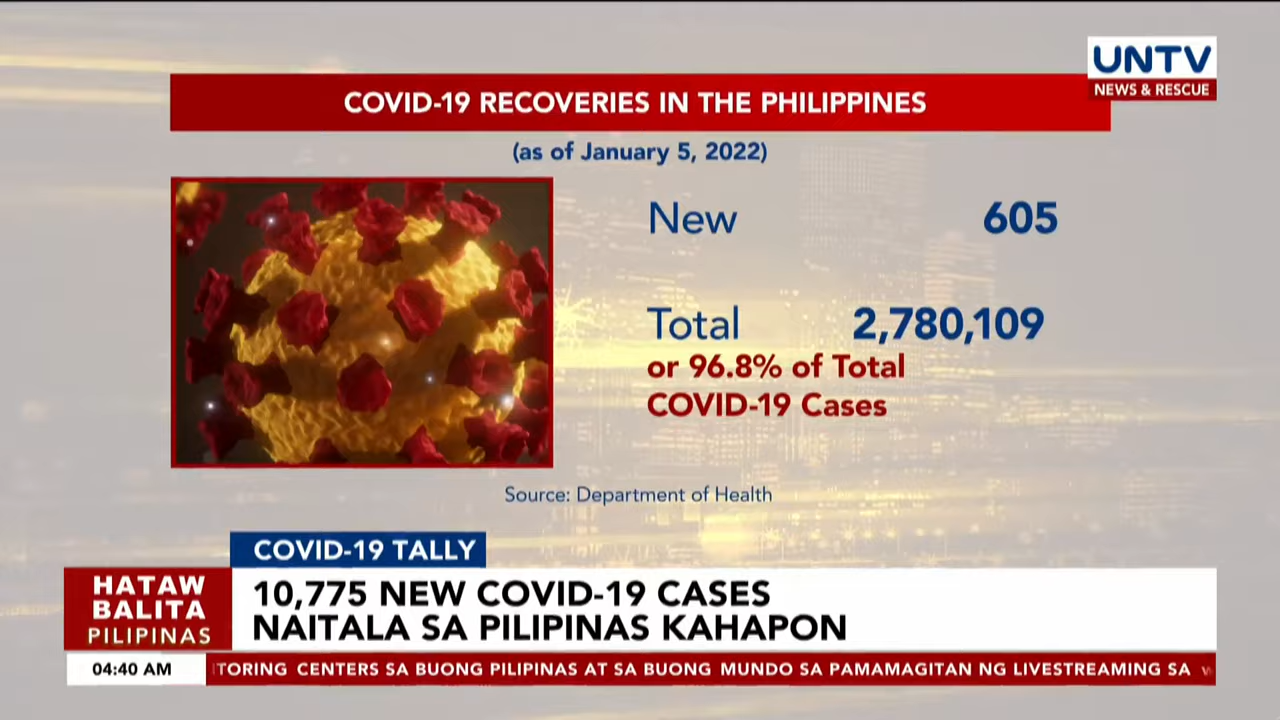 UNTV
NEWS & RESCUE
COVID-19 RECOVERIES IN THE PHILIPPINES
(as of January 5, 2022)
New 605
Total 2,780,109
or 96.8% of Total
COVID-19 Cases
Source: Department of Health
COVID-19 TALLY
HATAW
BALITA
PILIPINAS
10,775 NEW COVID-19 CASES
NAITALA SA PILIPINAS KAHAPON
04:40 AM
TORING CENTERS SA BUONG PILIPINAS AT SA BUONG MUNDO SA PAMAMAGITAN NG LIVESTREAMING SA